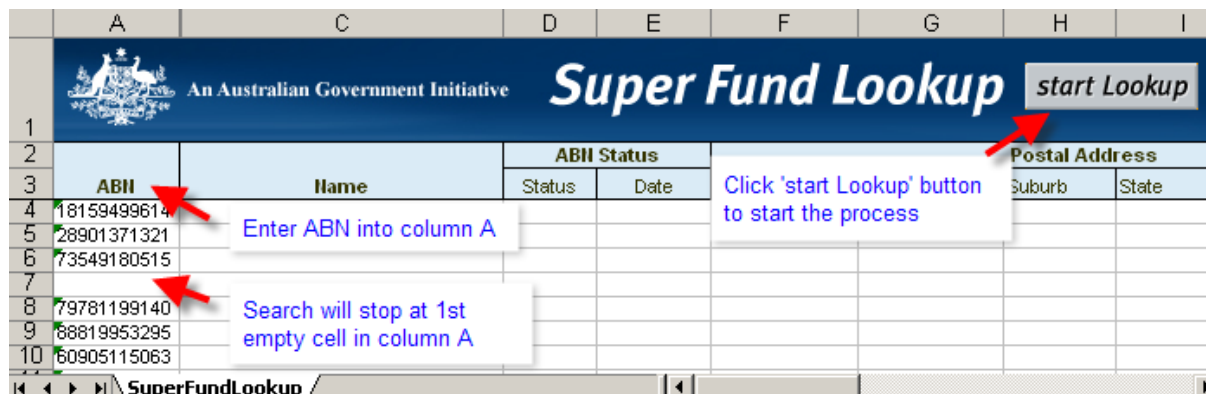 A C D E F G H I
1 An Australian Government Initiative Super Fund Lookup start Lookup
2 ABN Status Postal Address
3 ABN Name Status Date Suburb State
Click 'start Lookup' button
to start the process
4 18159499614
Enter ABN into column A
5 28901371321
6 73549180515
7
8 79781199140
Search will stop at 1st
empty cell in column A
9 88819953295
10 60905115063
SuperFundLookup